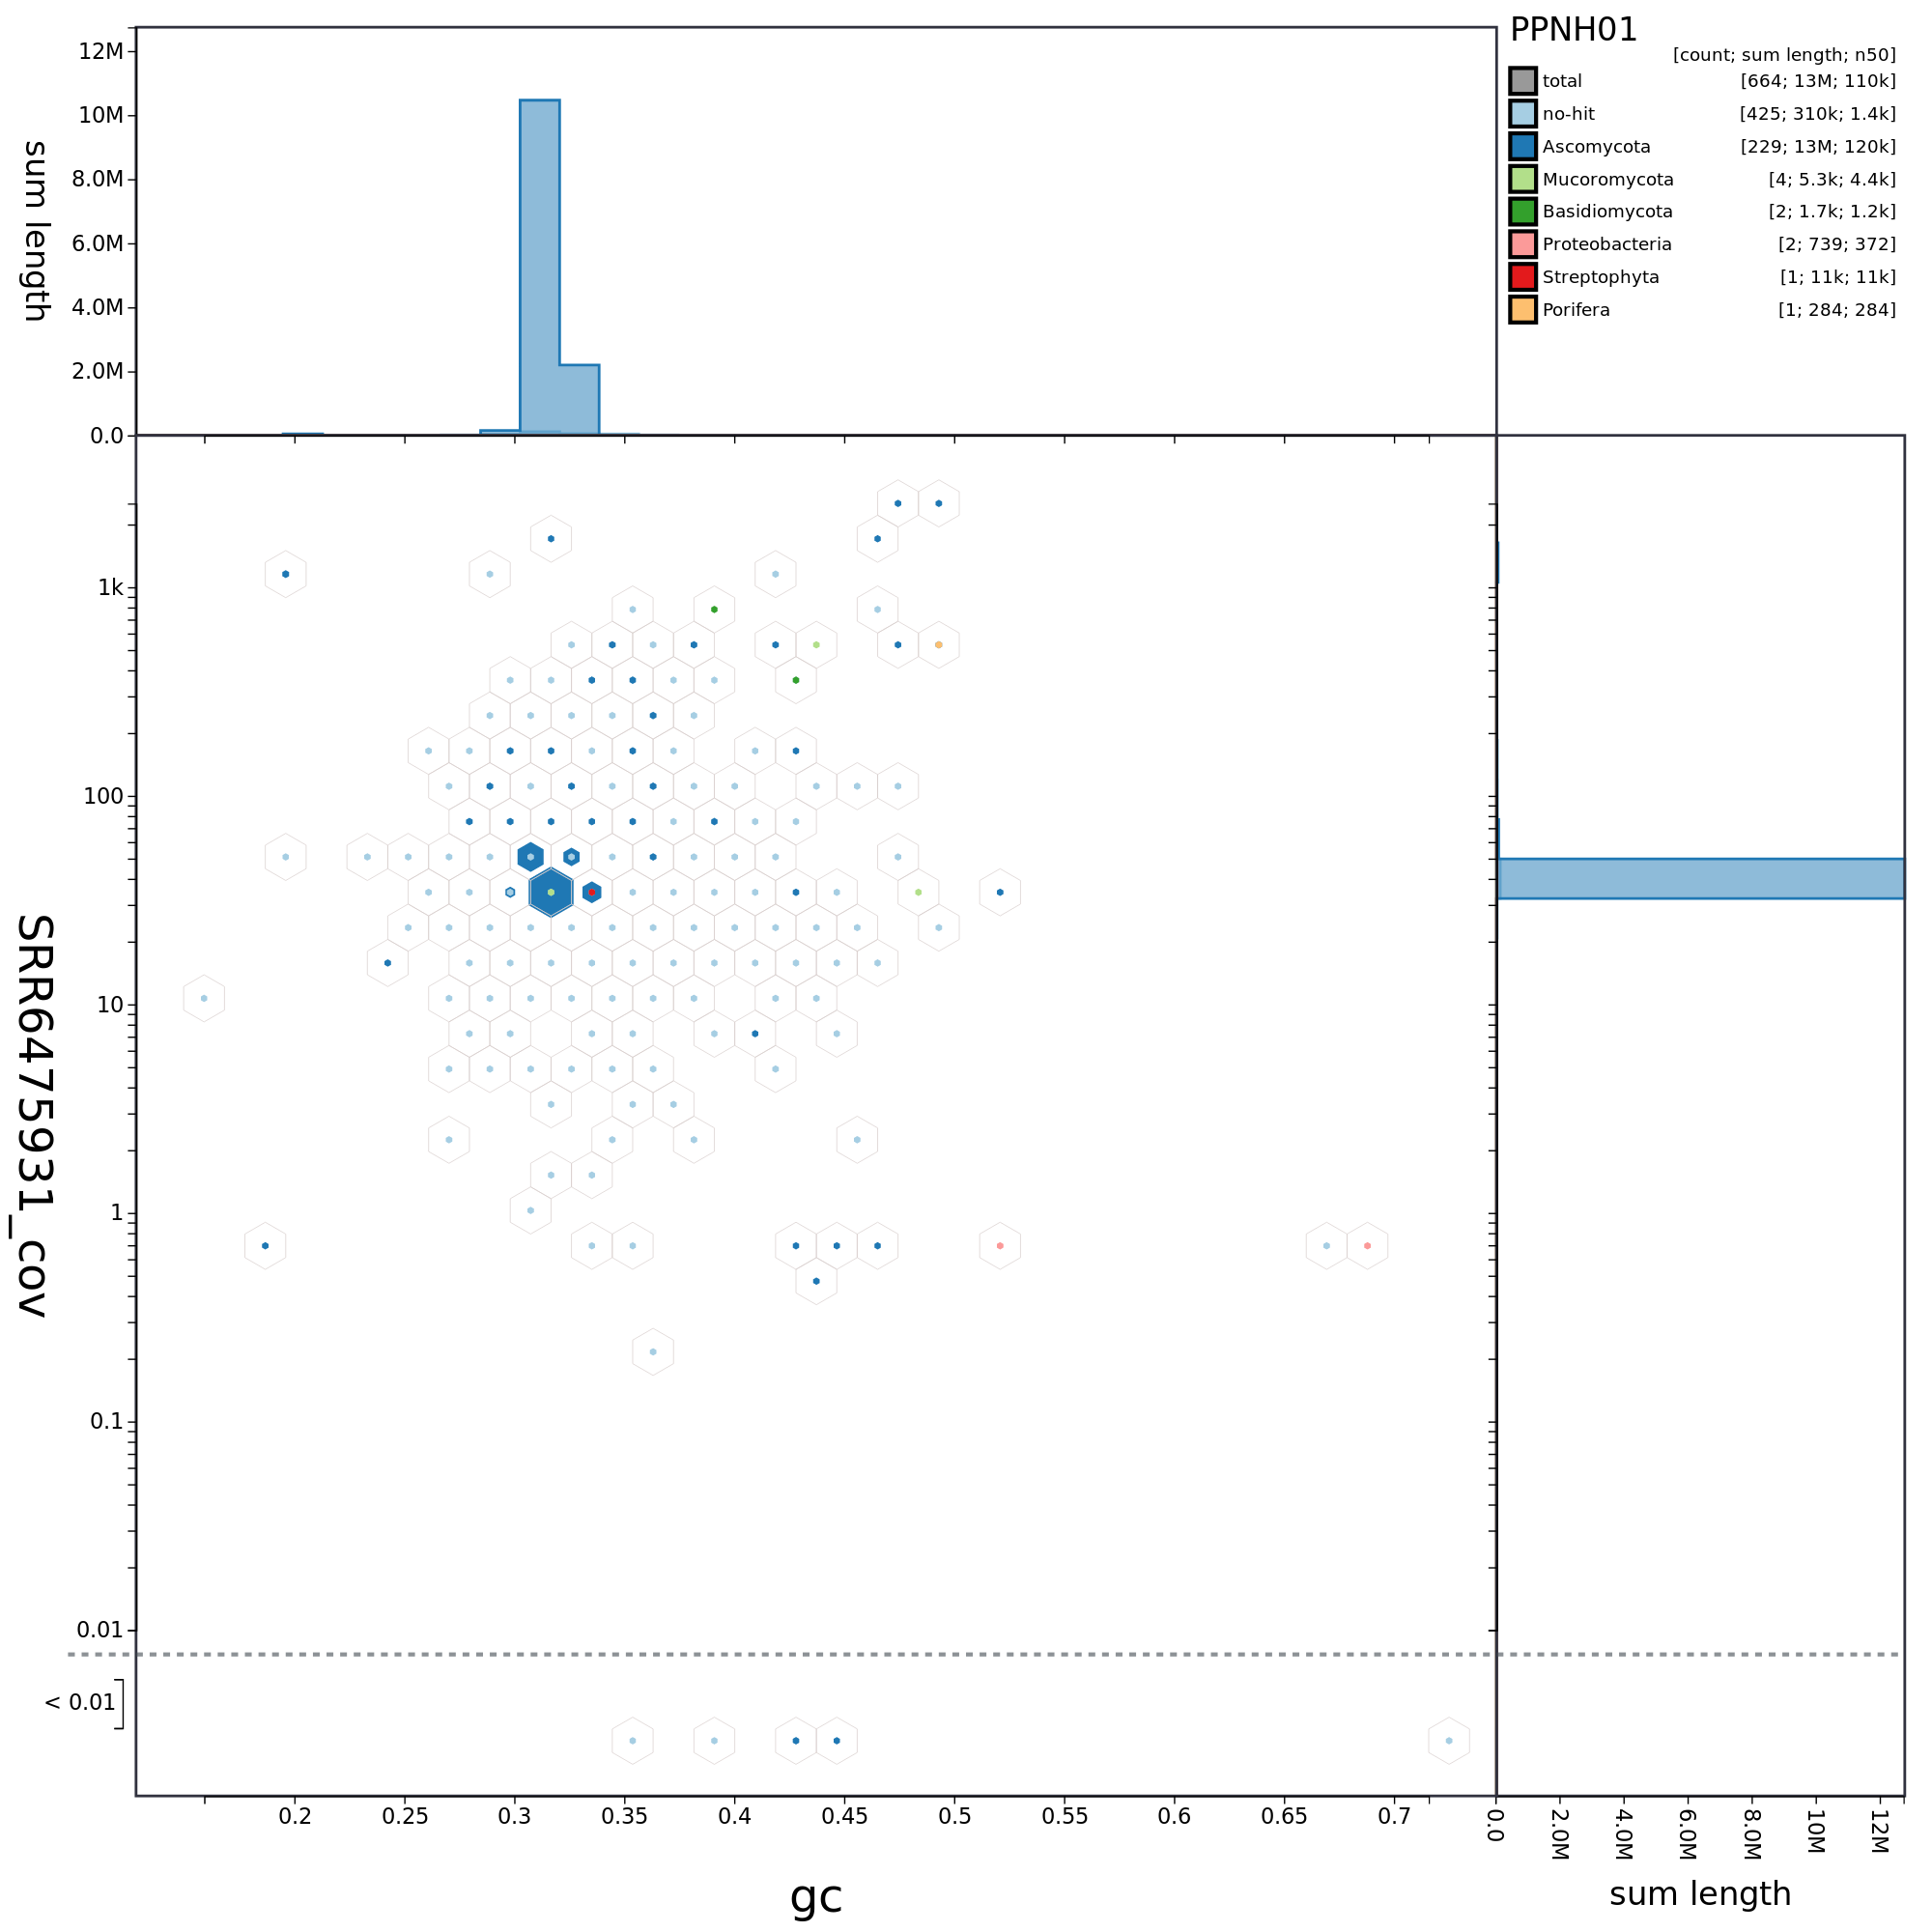 PPNH01
[count; sum length; n50]
total [664; 13M; 110k]
no-hit [425; 310k; 1.4k]
Ascomycota [229; 13M; 120k]
Mucoromycota [4; 5.3k; 4.4k]
Basidiomycota [2; 1.7k; 1.2k]
Proteobacteria [2; 739; 372]
Streptophyta [1; 11k; 11k]
Porifera [1; 284; 284]
sum length
12M
10M
8.0M
6.0M
4.0M
2.0M
0.0
SRR6475931_cov
1k
100
10
1
0.1
0.01
< 0.01
0.2 0.25 0.3 0.35 0.4 0.45 0.5 0.55 0.6 0.65 0.7
gc
0.0 2.0M 4.0M 6.0M 8.0M 10M 12M
sum length